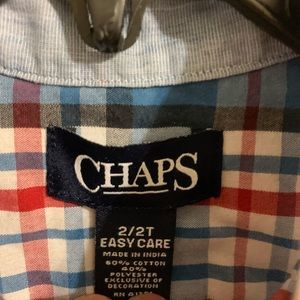 CHAPS
2/2T
EASY CARE
MADE IN INDIA
60% COTTON
40%
POLYESTER
EXCLUSIVE OF
DECORATION